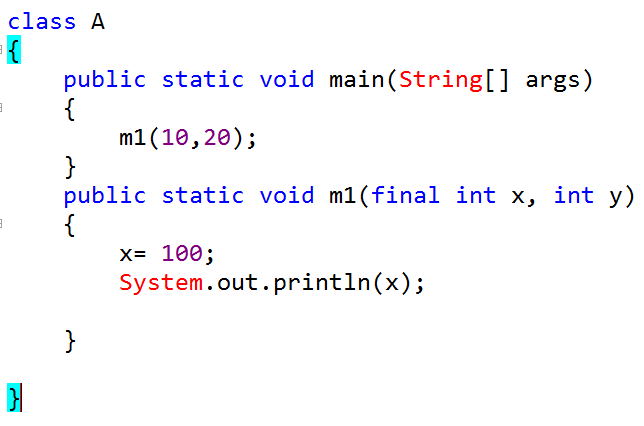 class A
{
public static void main(String[] args)
{
m1(10,20);
}
public static void m1(final int x, int y)
{
x= 100;
System.out.println(x);
}
}